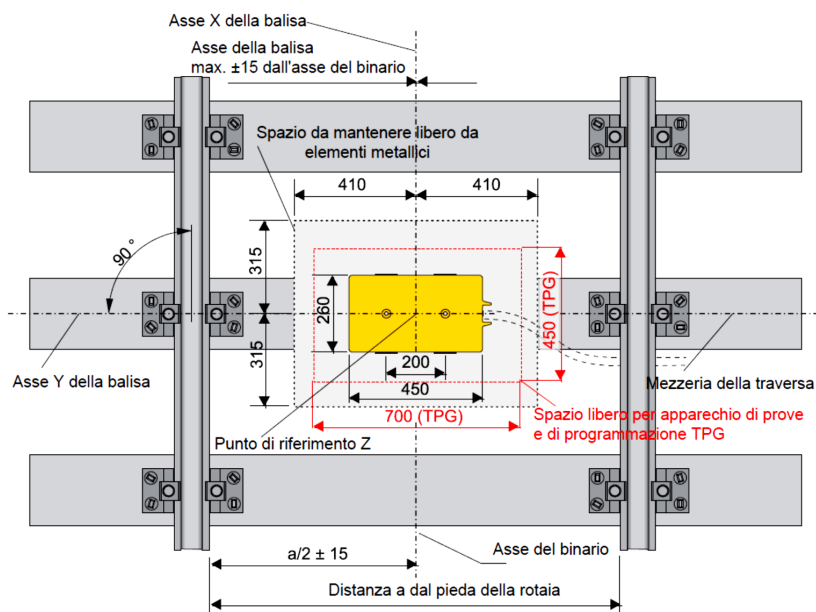 Asse X della balisa
Asse della balisa
max. ±15 dall'asse del binario
Spazio da mantenere libero da
elementi metallici
410
410
90°
315
315
260
200
450
450 (TPG)
700 (TPG)
Asse Y della balisa
Mezzeria della traversa
Spazio libero per apparechio di prove
e di programmazione TPG
Punto di riferimento Z
a/2 ± 15
Asse del binario
Distanza a dal pieda della rotaia